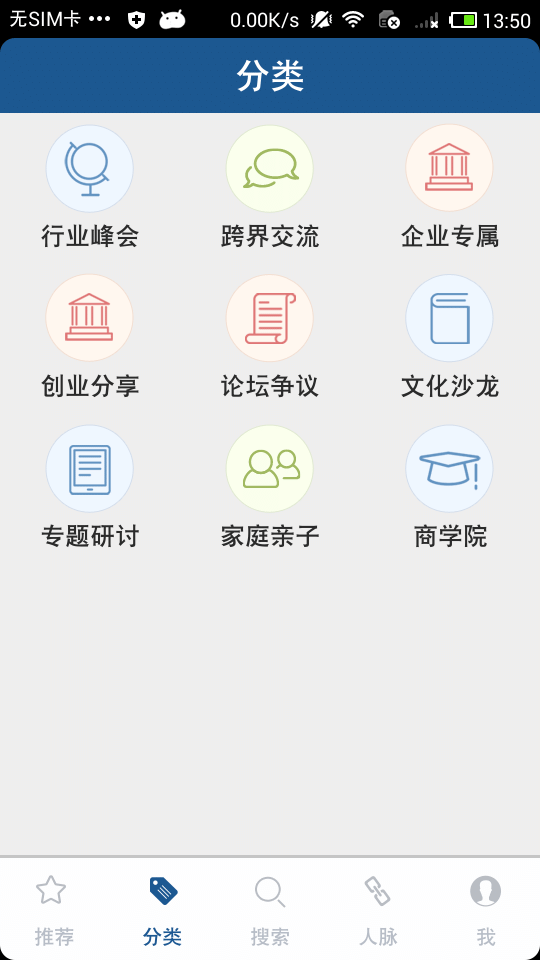 无SIM卡 ••• 0.00K/s 13:50
分类
行业峰会 跨界交流 企业专属
创业分享 论坛争议 文化沙龙
专题研讨 家庭亲子 商学院
推荐 分类 搜索 人脉 我